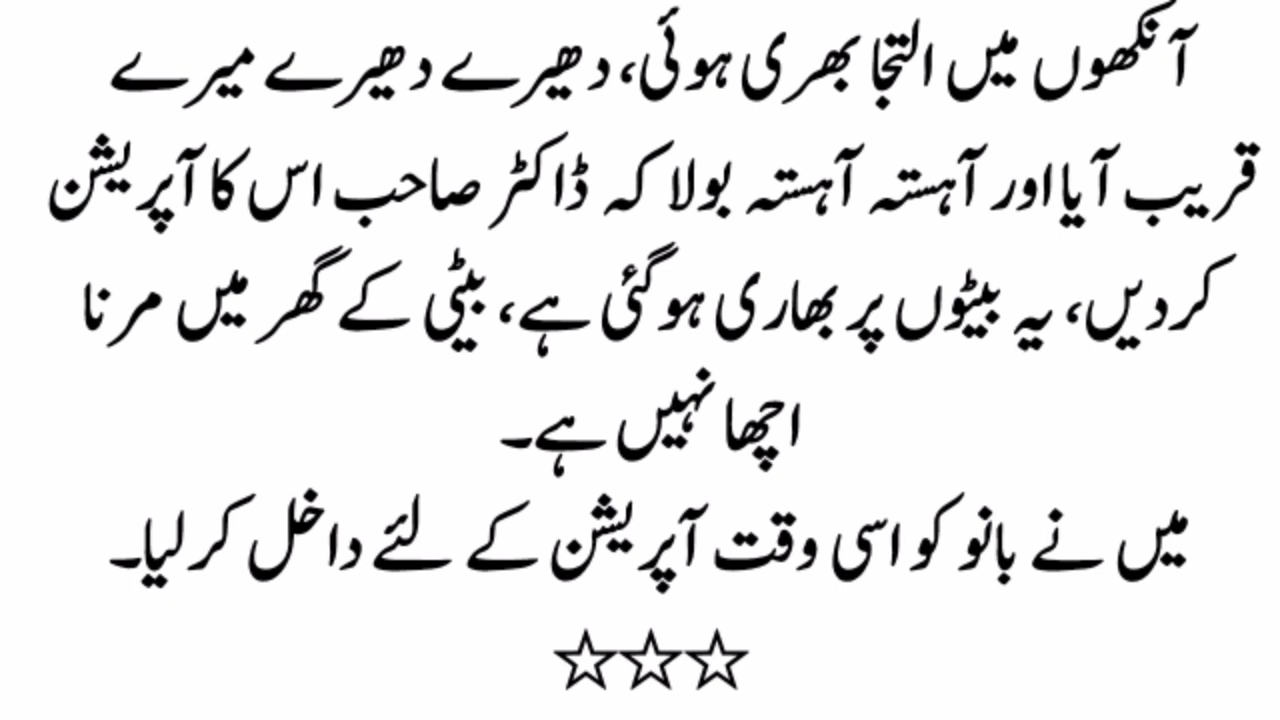 آنکھوں میں التجا بھری ہوئی، دھیرے دھیرے میرے
قریب آیا اور آہستہ آہستہ بولا کہ ڈاکٹر صاحب اس کا آپریشن
کردیں، یہ بیٹوں پر بھاری ہوگئی ہے، بیٹی کے گھر میں مرنا
اچھا نہیں ہے۔
میں نے بانو کو اسی وقت آپریشن کے لئے داخل کر لیا۔
☆☆☆